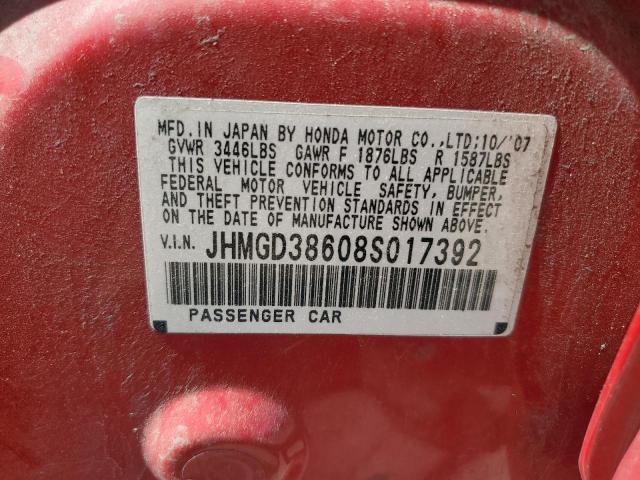 MFD.IN JAPAN BY HONDA MOTOR CO.,LTD;10/'07
GVWR 3446LBS GAWR F 1876LBS R 1587LBS
THIS VEHICLE CONFORMS TO ALL APPLICABLE
FEDERAL MOTOR VEHICLE SAFETY, BUMPER,
AND THEFT PREVENTION STANDARDS IN EFFECT
ON THE DATE OF MANUFACTURE SHOWN ABOVE.
V.I.N. JHMGD38608S017392
PASSENGER CAR